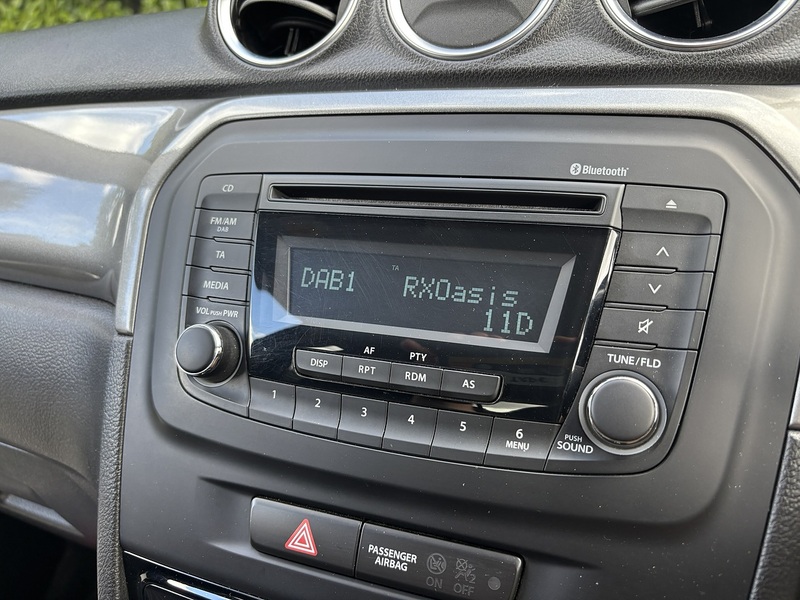 Bluetooth
CD
FM/AM
DAB
TA
MEDIA
VOL PUSH PWR
DAB1 TA RXOasis
11D
AF PTY
DISP RPT RDM AS
1 2 3 4 5 6
MENU
TUNE/FLD
PUSH
SOUND
PASSENGER
AIRBAG
ON OFF